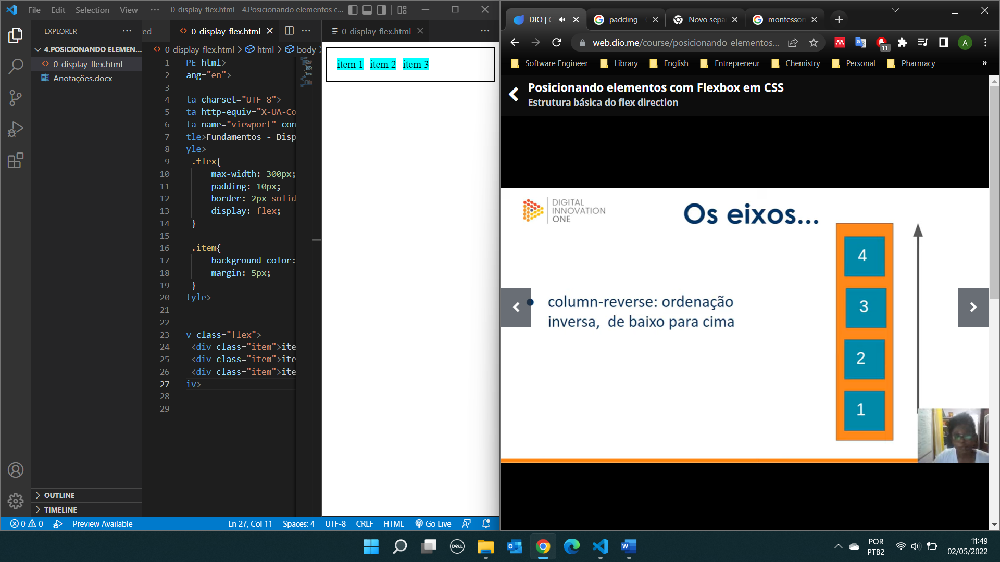 File Edit Selection View ··· 0-display-flex.html - 4.Posicionando elementos c...
EXPLORER ···
4.POSICIONANDO ELEMEN...
0-display-flex.html
Anotações.docx
OUTLINE
TIMELINE
ed 0-display-flex.html ···
0-display-flex.html > html > body
1 PE html>
2 ang="en">
3
4 ta charset="UTF-8">
5 ta http-equiv="X-UA-Co
6 ta name="viewport" con
7 tle>Fundamentos - Disp
8 yle>
9 .flex{
10 max-width: 300px;
11 padding: 10px;
12 border: 2px solid
13 display: flex;
14 }
15
16 .item{
17 background-color:
18 margin: 5px;
19 }
20 tyle>
21
22
23 v class="flex">
24 <div class="item">ite
25 <div class="item">ite
26 <div class="item">ite
27 iv>
28
29
0-display-flex.html ···
item 1 item 2 item 3
0 0 Preview Available Ln 27, Col 11 Spaces: 4 UTF-8 CRLF HTML Go Live
DIO | C padding - Novo sepa montessori
web.dio.me/course/posicionando-elementos... 11 A
Software Engineer Library English Entrepreneur Chemistry Personal Pharmacy »
Posicionando elementos com Flexbox em CSS
Estrutura básica do flex direction
DIGITAL
INNOVATION
ONE
Os eixos...
column-reverse: ordenação
inversa, de baixo para cima
4
3
2
1
DELL
POR
PTB2
11:49
02/05/2022